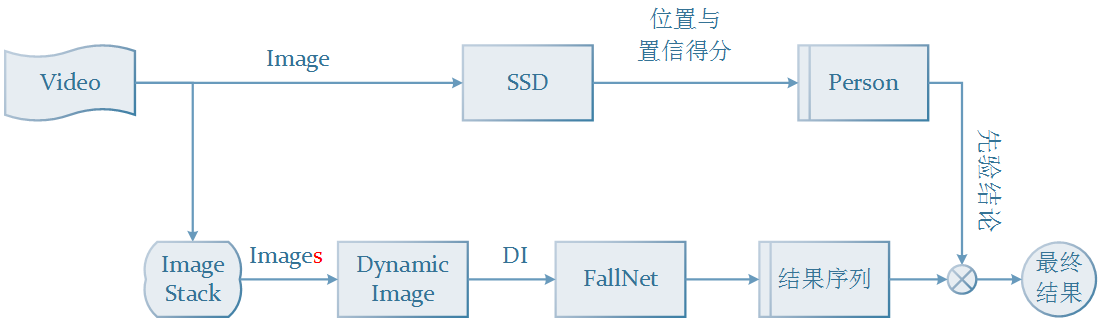 位置与
置信得分
Image
Video
SSD
Person
先验结论
Images
DI
Image
Stack
Dynamic
Image
FallNet
结果序列
最终
结果